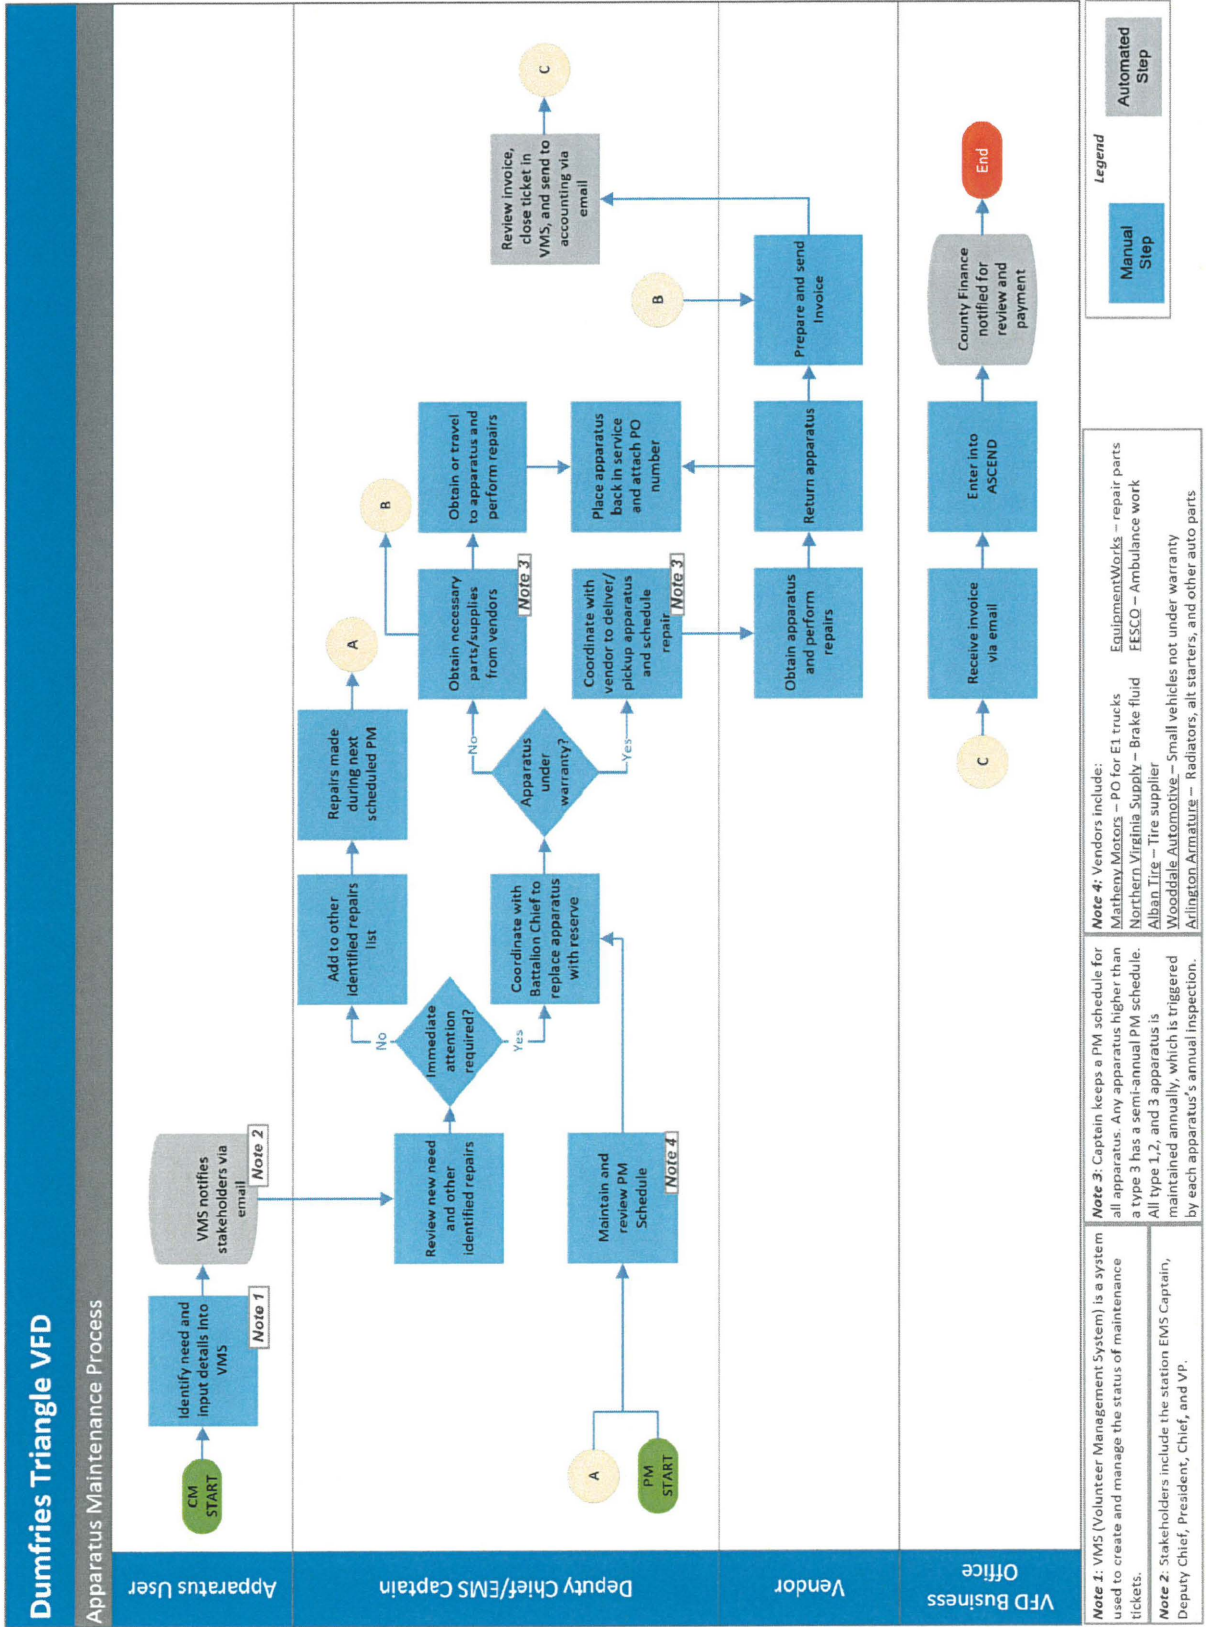 Dumfries Triangle VFD
Apparatus Maintenance Process
Apparatus User
CM
START
Identify need and
input details Into
VMS
Note 1
VMS notifies
stakeholders via
email
Note 2
Deputy Chief/EMS Captain
Review new need
and other
identified repairs
Immediate
attention
required?
No
Yes
Add to other
identified repairs
list
Repairs made
during next
scheduled PM
A
Coordinate with
Battalion Chief to
replace apparatus
with reserve
Apparatus
under
warranty?
No
Yes
Obtain necessary
parts/supplies
from vendors
Note 3
B
Obtain or travel
to apparatus and
perform repairs
Coordinate with
vendor to deliver/
pickup apparatus
and schedule
repair
Note 3
Place apparatus
back in service
and attach PO
number
Review invoice,
close ticket in
VMS, and send to
accounting via
email
C
A
PM
START
Maintain and
review PM
Schedule
Note 4
B
Vendor
Obtain apparatus
and perform
repairs
Return apparatus
Prepare and send
Invoice
VFD Business
Office
C
Receive invoice
via email
Enter into
ASCEND
County Finance
notified for
review and
payment
End
Note 1: VMS (Volunteer Management System) is a system
used to create and manage the status of maintenance
tickets.
Note 2: Stakeholders include the station EMS Captain,
Deputy Chief, President, Chief, and VP.
Note 3: Captain keeps a PM schedule for
all apparatus. Any apparatus higher than
a type 3 has a semi-annual PM schedule.
All type 1,2, and 3 apparatus is
maintained annually, which is triggered
by each apparatus's annual inspection.
Note 4: Vendors include:
Matheny Motors – PO for E1 trucks
EquipmentWorks – repair parts
Northern Virginia Supply – Brake fluid
FESCO – Ambulance work
Alban Tire – Tire supplier
Wooddale Automotive – Small vehicles not under warranty
Arlington Armature – Radiators, alt starters, and other auto parts
Legend
Manual
Step
Automated
Step